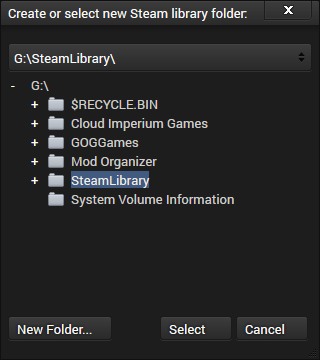 Create or select new Steam library folder:
X
G:\SteamLibrary\
- G:\
+ $RECYCLE.BIN
+ Cloud Imperium Games
+ GOGGames
+ Mod Organizer
+ SteamLibrary
System Volume Information
New Folder... Select Cancel